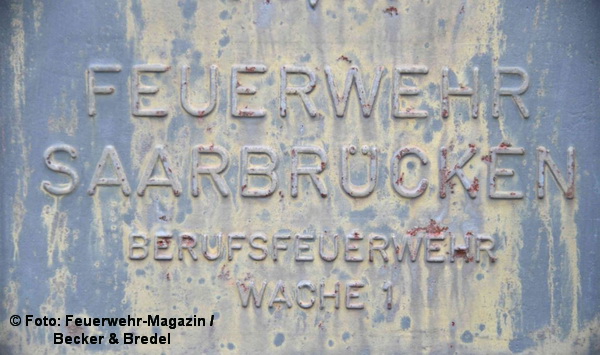 FEUERWEHR
SAARBRÜCKEN
BERUFSFEUERWEHR
WACHE 1
© Foto: Feuerwehr-Magazin /
Becker & Bredel